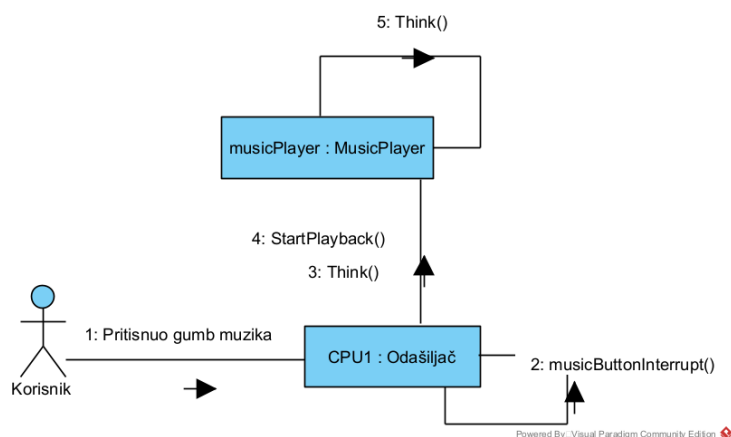 5: Think()
musicPlayer : MusicPlayer
4: StartPlayback()
3: Think()
1: Pritisnuo gumb muzika
CPU1 : Odašiljač
2: musicButtonInterrupt()
Korisnik
Powered By: Visual Paradigm Community Edition